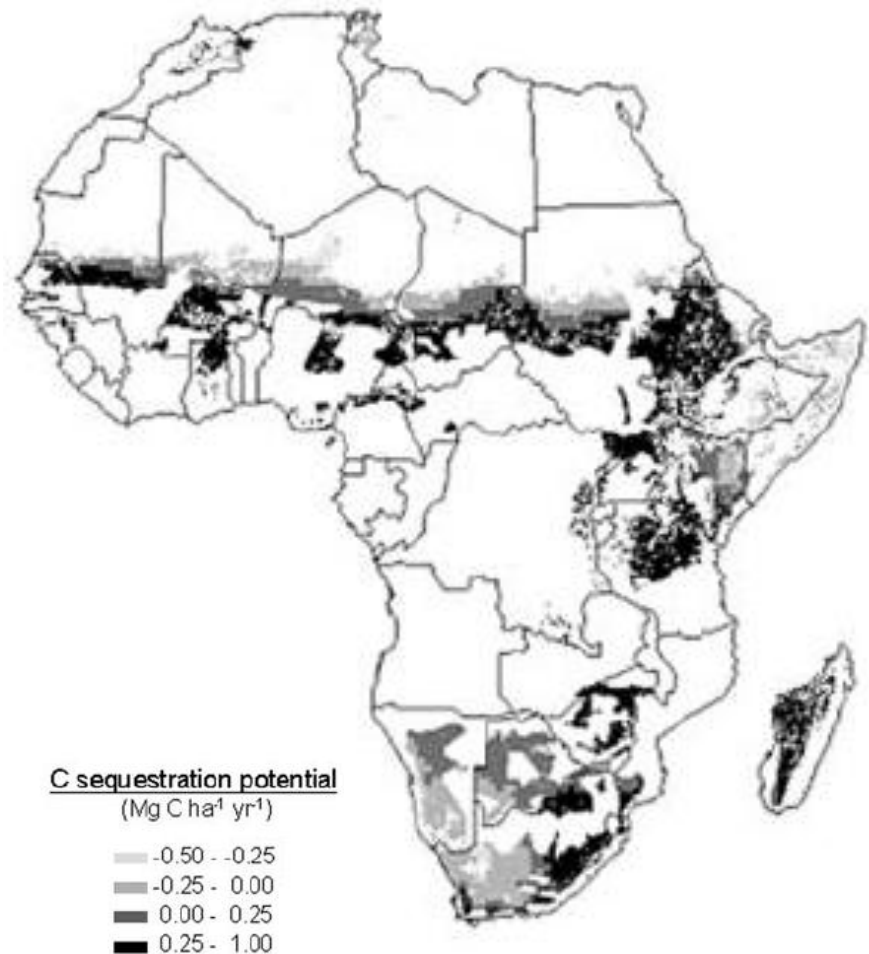 C sequestration potential
(Mg C ha⁻¹ yr⁻¹)
-0.50 - -0.25
-0.25 - 0.00
0.00 - 0.25
0.25 - 1.00